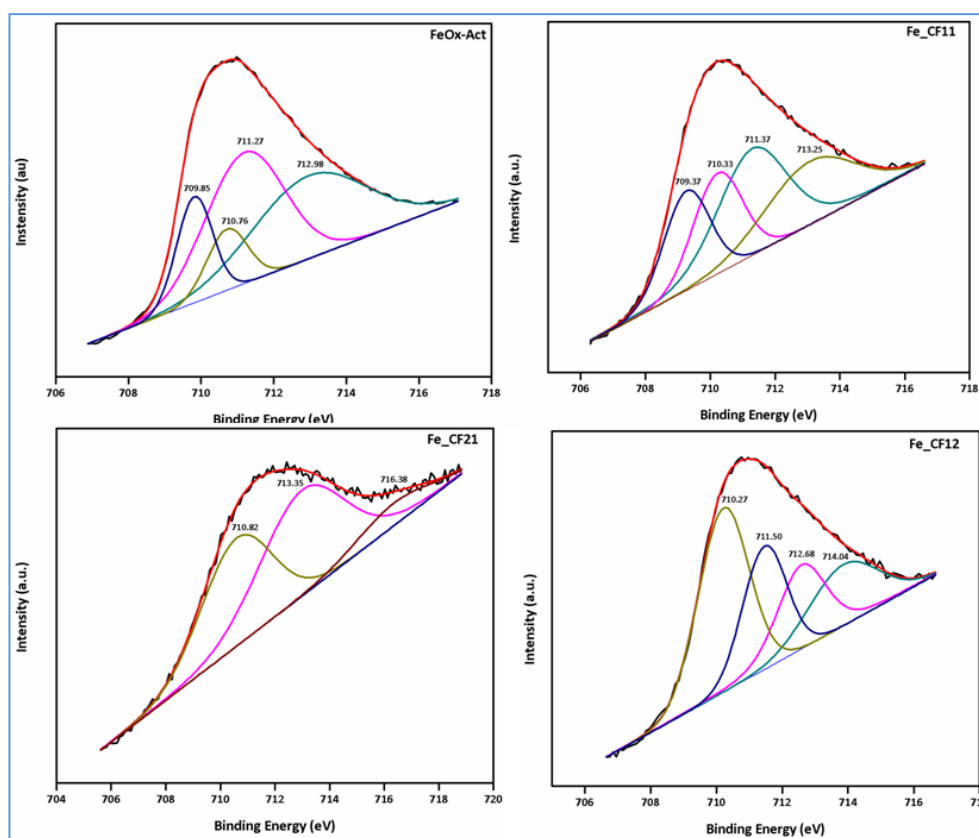 FeOx-Act
Instensity (au)
709.85
710.76
711.27
712.98
706 708 710 712 714 716 718
Binding Energy (eV)
Fe_CF11
Intensity (a.u.)
709.37
710.33
711.37
713.25
706 708 710 712 714 716 718
Binding Energy (eV)
Fe_CF21
Intensity (a.u.)
710.82
713.35
716.38
704 706 708 710 712 714 716 718 720
Binding Energy (eV)
Fe_CF12
Intensity (a.u.)
710.27
711.50
712.68
714.04
706 708 710 712 714 716
Binding Energy (eV)